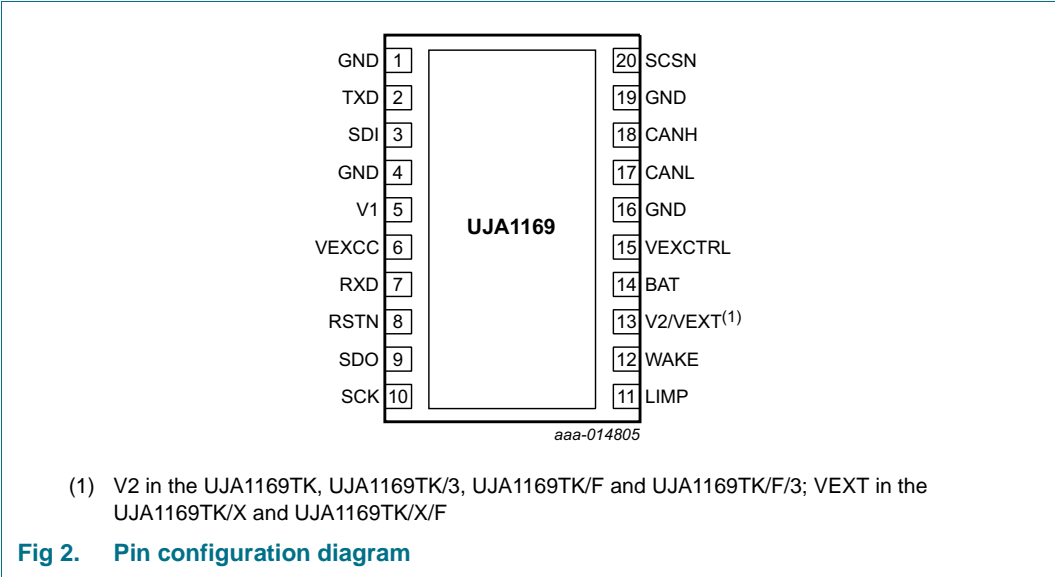 GND 1
TXD 2
SDI 3
GND 4
V1 5
VEXCC 6
RXD 7
RSTN 8
SDO 9
SCK 10
UJA1169
20 SCSN
19 GND
18 CANH
17 CANL
16 GND
15 VEXCTRL
14 BAT
13 V2/VEXT(1)
12 WAKE
11 LIMP
aaa-014805
(1) V2 in the UJA1169TK, UJA1169TK/3, UJA1169TK/F and UJA1169TK/F/3; VEXT in the
UJA1169TK/X and UJA1169TK/X/F
Fig 2. Pin configuration diagram